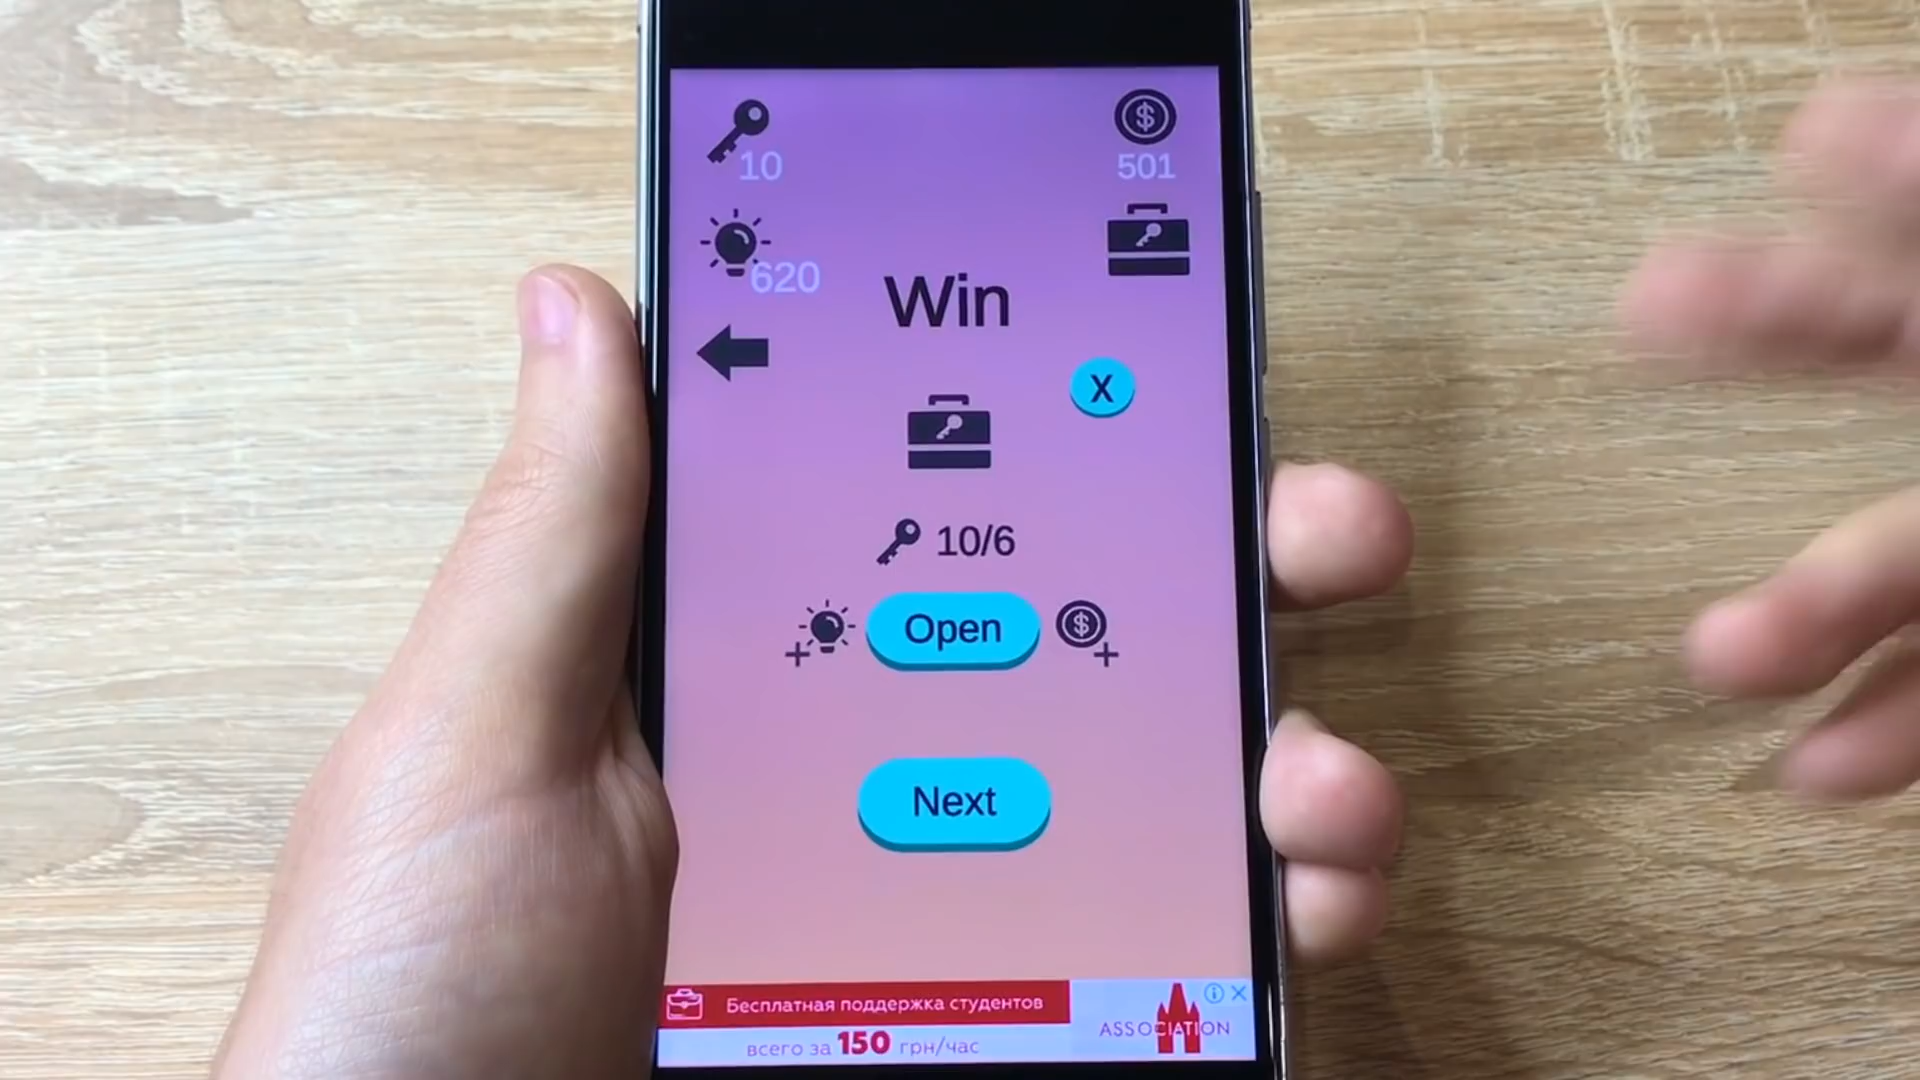 10
501
620
Win
X
10/6
Open
Next
Бесплатная поддержка студентов
всего за 150 грн/час
ASSOCIATION